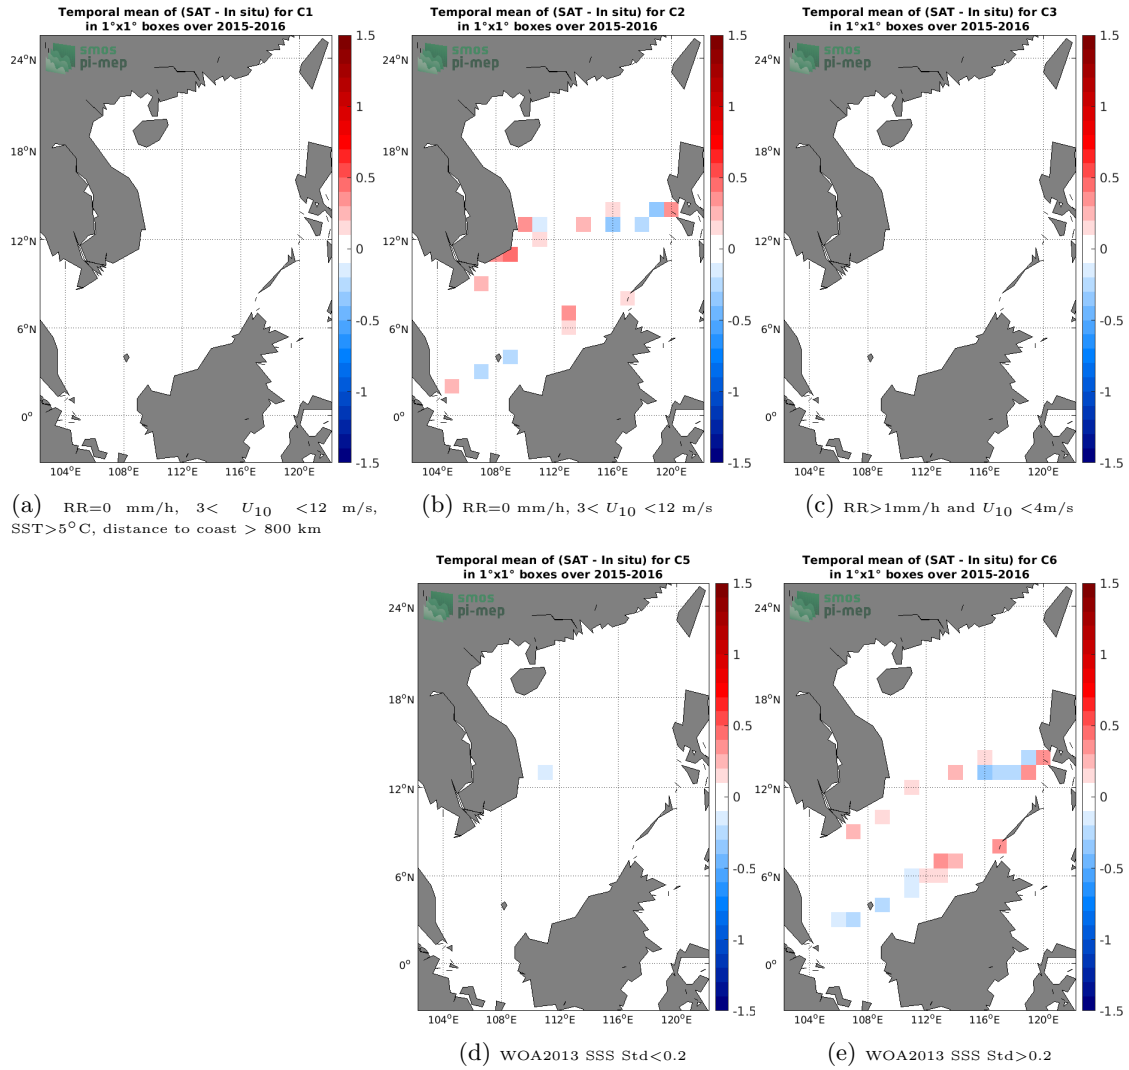 Temporal mean of (SAT - In situ) for C1
in 1°x1° boxes over 2015-2016
smos
pi-mep
24°N
18°N
12°N
6°N
0°
104°E 108°E 112°E 116°E 120°E
1.5
1
0.5
0
-0.5
-1
-1.5
(a) RR=0 mm/h, 3< U10 <12 m/s,
SST>5°C, distance to coast > 800 km
Temporal mean of (SAT - In situ) for C2
in 1°x1° boxes over 2015-2016
smos
pi-mep
24°N
18°N
12°N
6°N
0°
104°E 108°E 112°E 116°E 120°E
1.5
1
0.5
0
-0.5
-1
-1.5
(b) RR=0 mm/h, 3< U10 <12 m/s
Temporal mean of (SAT - In situ) for C3
in 1°x1° boxes over 2015-2016
smos
pi-mep
24°N
18°N
12°N
6°N
0°
104°E 108°E 112°E 116°E 120°E
1.5
1
0.5
0
-0.5
-1
-1.5
(c) RR>1mm/h and U10 <4m/s
Temporal mean of (SAT - In situ) for C5
in 1°x1° boxes over 2015-2016
smos
pi-mep
24°N
18°N
12°N
6°N
0°
104°E 108°E 112°E 116°E 120°E
1.5
1
0.5
0
-0.5
-1
-1.5
(d) WOA2013 SSS Std<0.2
Temporal mean of (SAT - In situ) for C6
in 1°x1° boxes over 2015-2016
smos
pi-mep
24°N
18°N
12°N
6°N
0°
104°E 108°E 112°E 116°E 120°E
1.5
1
0.5
0
-0.5
-1
-1.5
(e) WOA2013 SSS Std>0.2